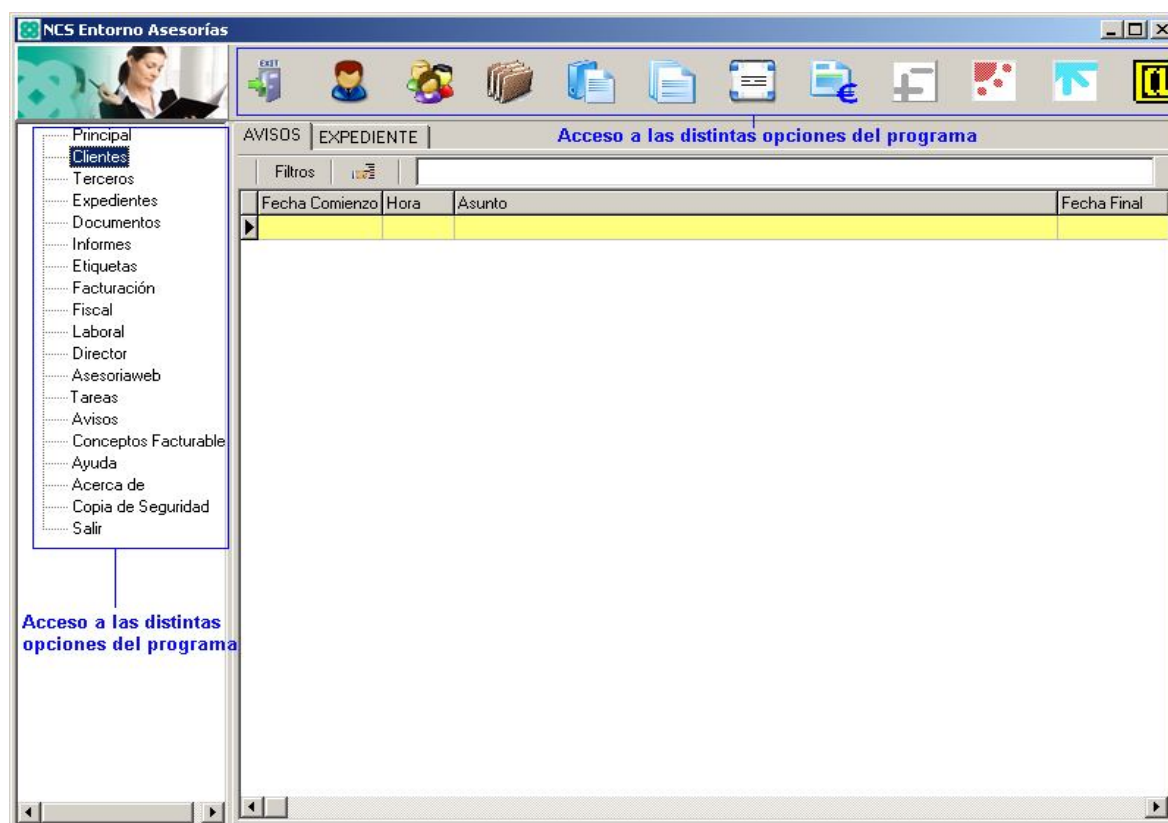 NCS Entorno Asesorías
EXIT
Principal
Clientes
Terceros
Expedientes
Documentos
Informes
Etiquetas
Facturación
Fiscal
Laboral
Director
Asesoriaweb
Tareas
Avisos
Conceptos Facturable
Ayuda
Acerca de
Copia de Seguridad
Salir
Acceso a las distintas
opciones del programa
AVISOS EXPEDIENTE
Acceso a las distintas opciones del programa
Filtros
Fecha Comienzo Hora Asunto Fecha Final